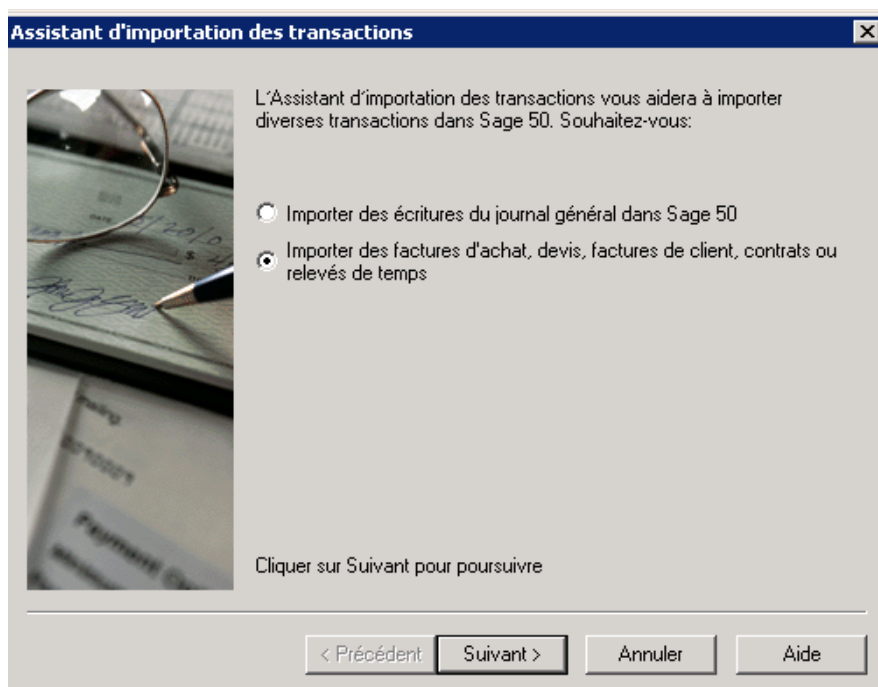 Assistant d'importation des transactions
L'Assistant d'importation des transactions vous aidera à importer
diverses transactions dans Sage 50. Souhaitez-vous:
Importer des écritures du journal général dans Sage 50
Importer des factures d'achat, devis, factures de client, contrats ou
relevés de temps
Cliquer sur Suivant pour poursuivre
< Précédent
Suivant >
Annuler
Aide